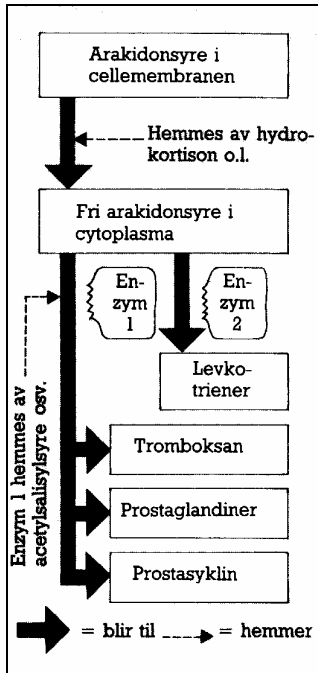 Arakidonsyre i
cellemembranen
Hemmes av hydro-
kortison o.l.
Fri arakidonsyre i
cytoplasma
En-
zym
1
En-
zym
2
Levko-
triener
Enzym 1 hemmes av
acetylsalisylsyre osv.
Tromboksan
Prostaglandiner
Prostasyklin
= blir til = hemmer